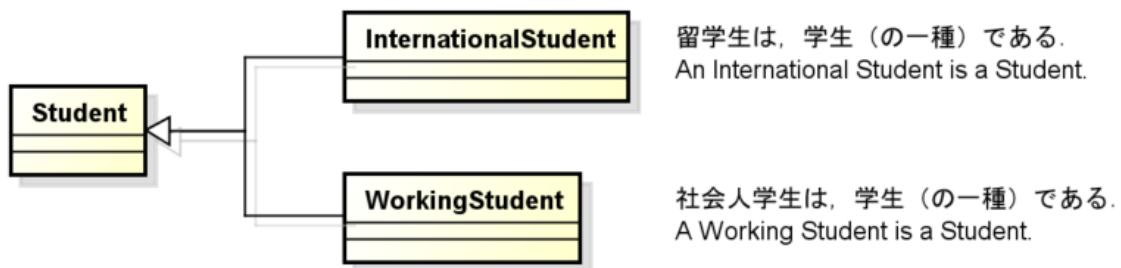 InternationalStudent
留学生は，学生（の一種）である．
An International Student is a Student.
Student
WorkingStudent
社会人学生は，学生（の一種）である．
A Working Student is a Student.